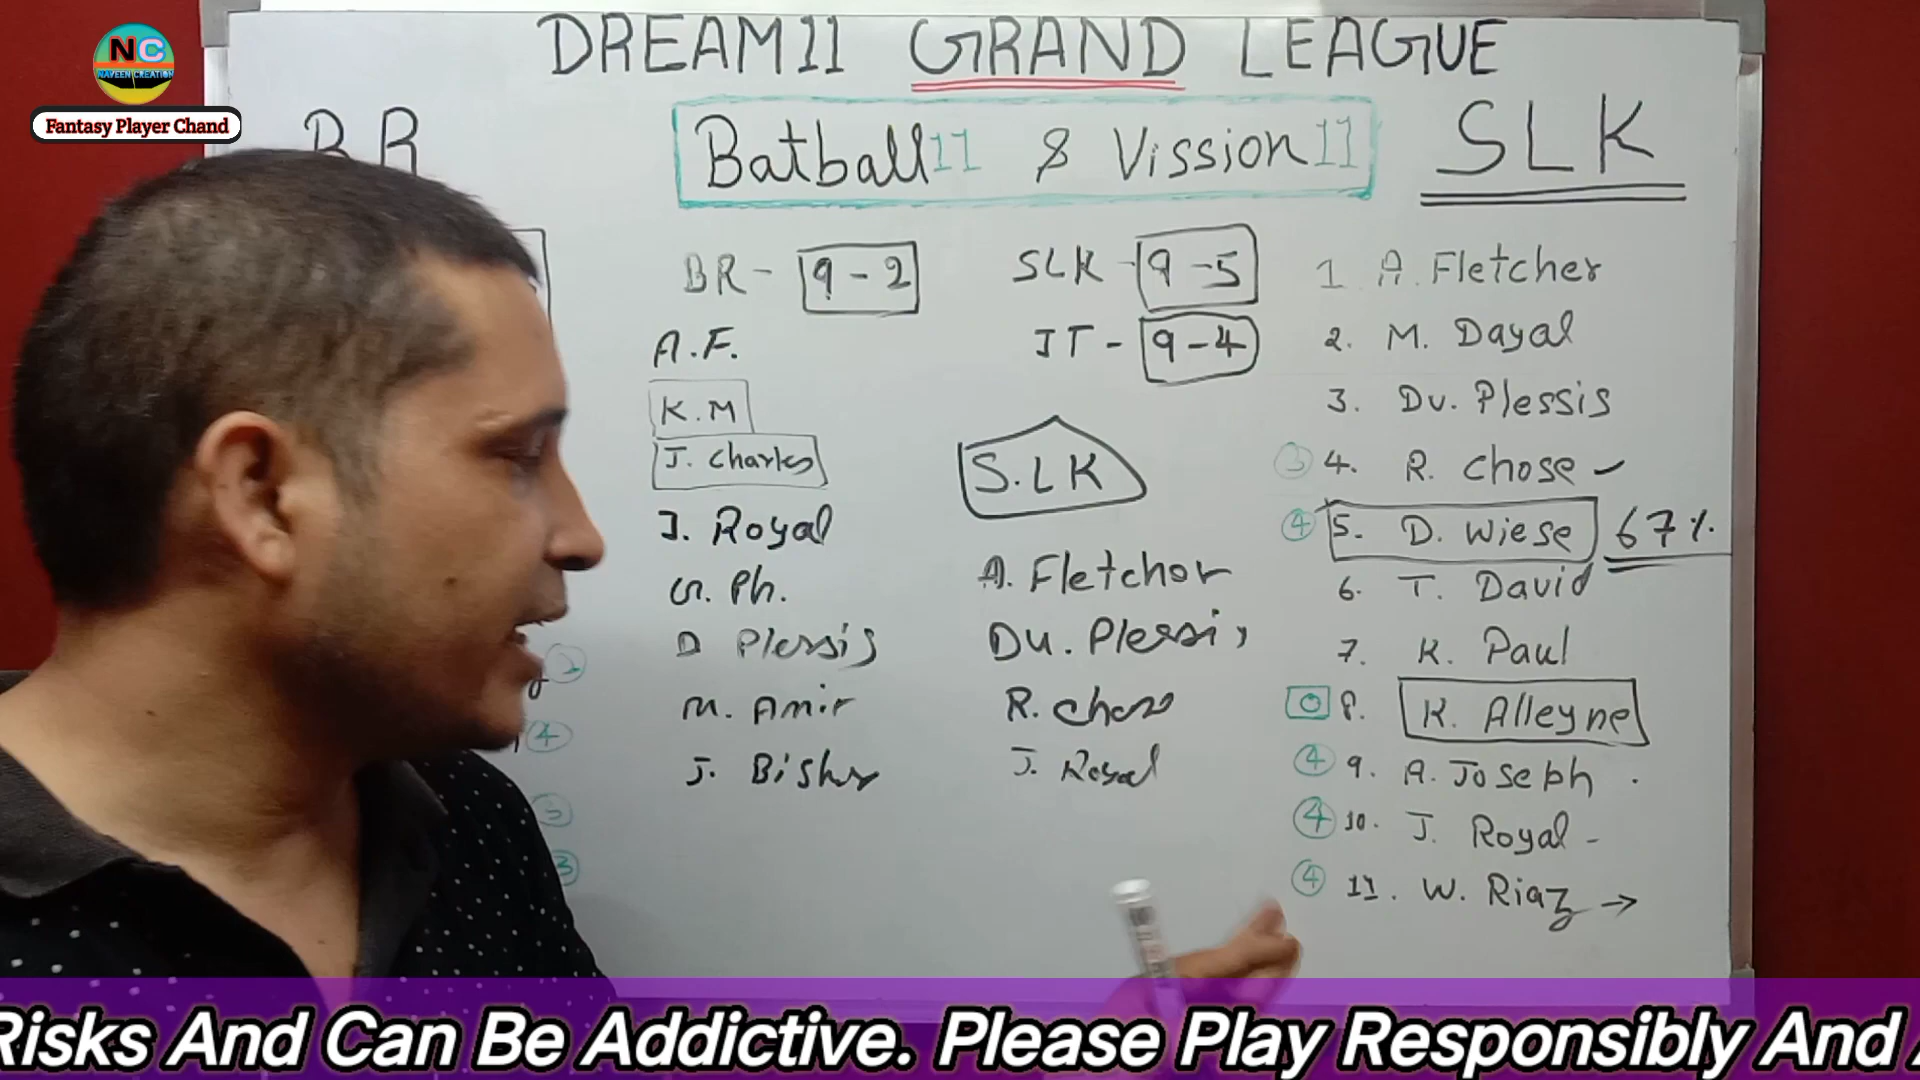 DREAM11 GRAND LEAGUE
NC
NAVEEN CREATION
Fantasy Player Chand
BR
Batball11 & Vission11
SLK
BR - 9-2
SLK - 9-5
JT - 9-4
A.F.
K.M
J. Charles
J. Royal
G. Ph.
D Plessis
M. Amir
J.
S.LK
A. Fletchor
Du. Plessis
R. Chose
J. Royal
1. A. Fletcher
2. M. Dayal
3. Du. Plessis
3 4. R. Chose
4 5. D. Wiese 67%.
6. T. David
7. K. Paul
0 8. K. Alleyne
4 9. A. Joseph
4 10. J. Royal -
4 11. W. Riaz →
2
4
3
Risks And Can Be Addictive. Please Play Responsibly And